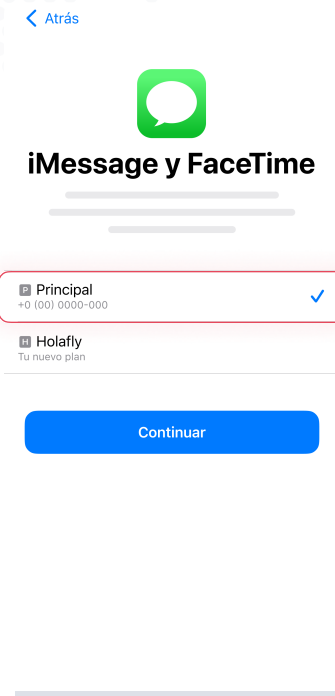 Atrás
iMessage y FaceTime
P Principal
+0 (00) 0000-000
H Holafly
Tu nuevo plan
Continuar